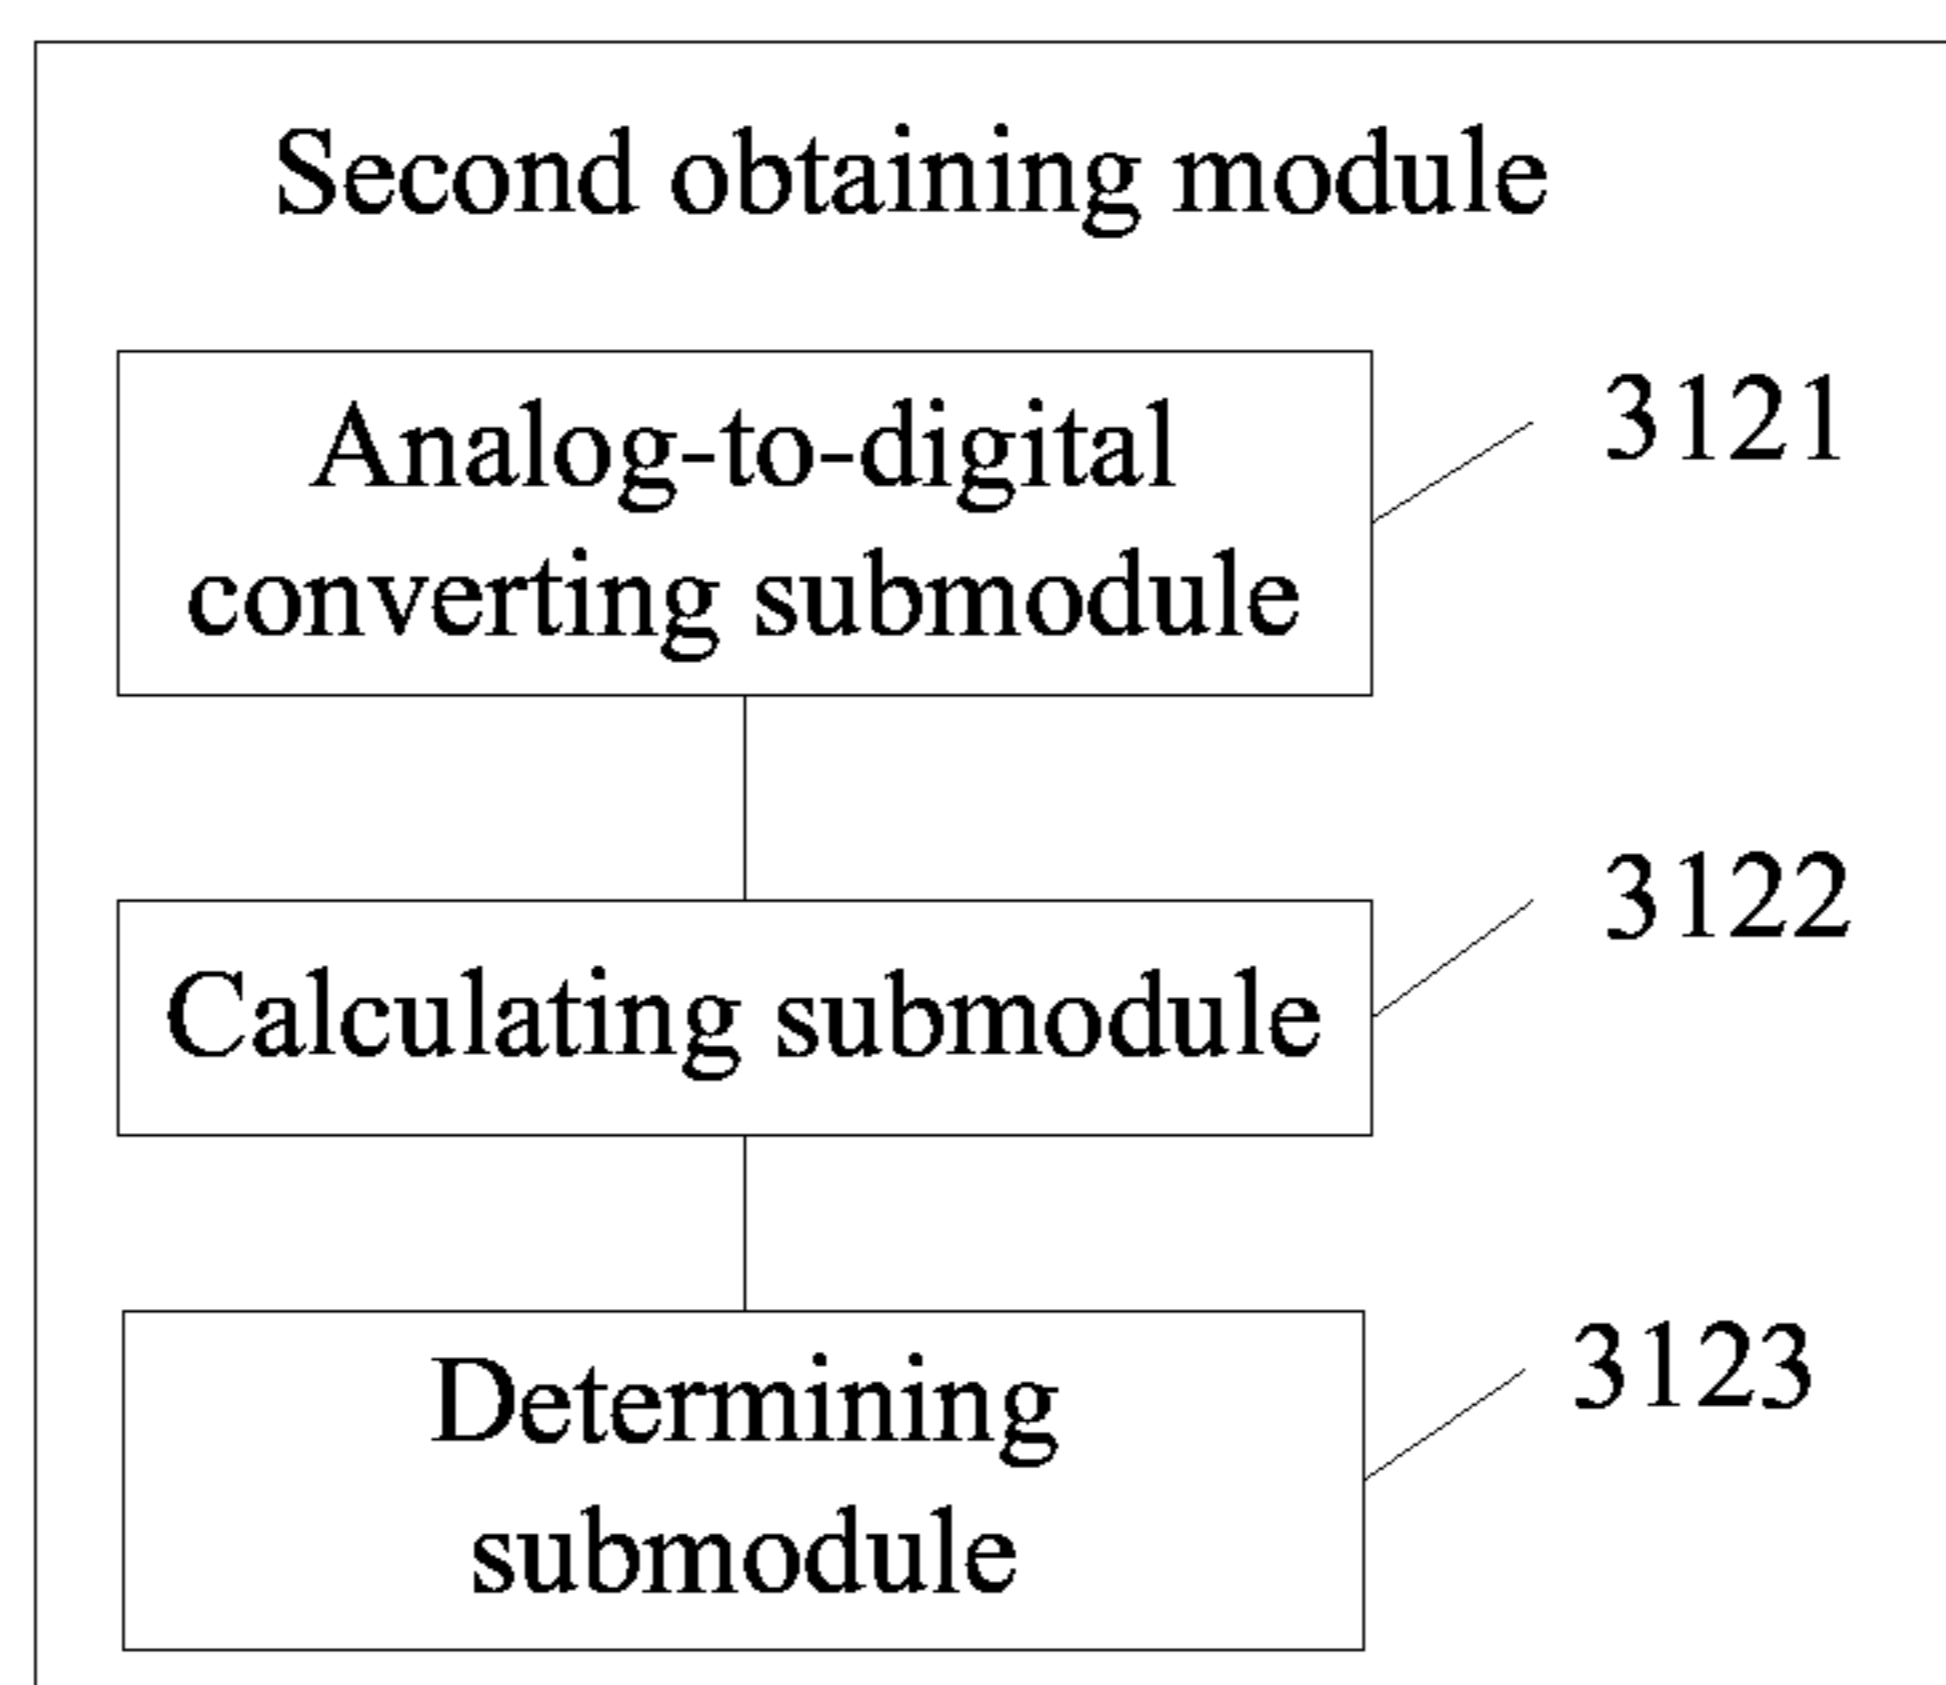 Second obtaining module
Analog-to-digital
converting submodule
3121
Calculating submodule
3122
Determining
submodule
3123